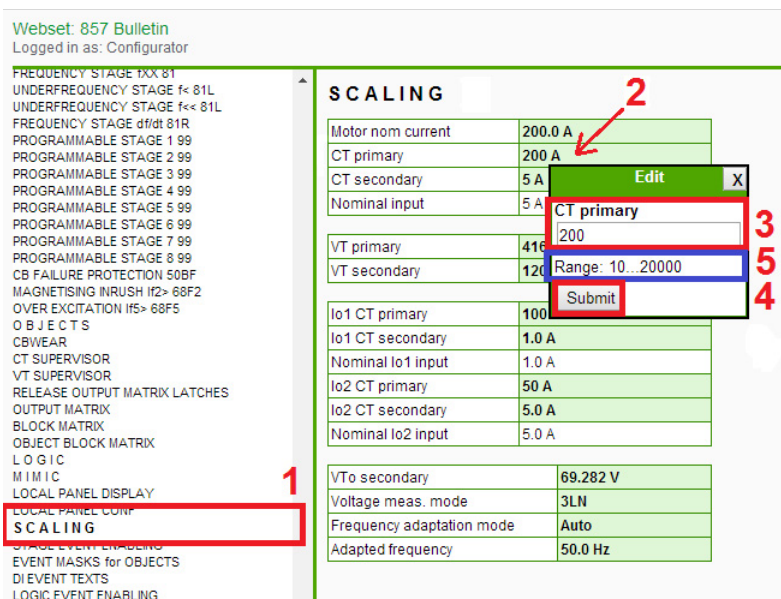 Webset: 857 Bulletin
Logged in as: Configurator
FREQUENCY STAGE fXX 81
UNDERFREQUENCY STAGE f< 81L
UNDERFREQUENCY STAGE f<< 81L
FREQUENCY STAGE df/dt 81R
PROGRAMMABLE STAGE 1 99
PROGRAMMABLE STAGE 2 99
PROGRAMMABLE STAGE 3 99
PROGRAMMABLE STAGE 4 99
PROGRAMMABLE STAGE 5 99
PROGRAMMABLE STAGE 6 99
PROGRAMMABLE STAGE 7 99
PROGRAMMABLE STAGE 8 99
CB FAILURE PROTECTION 50BF
MAGNETISING INRUSH If2> 68F2
OVER EXCITATION If5> 68F5
O B J E C T S
CBWEAR
CT SUPERVISOR
VT SUPERVISOR
RELEASE OUTPUT MATRIX LATCHES
OUTPUT MATRIX
BLOCK MATRIX
OBJECT BLOCK MATRIX
L O G I C
M I M I C
LOCAL PANEL DISPLAY
LOCAL PANEL CONF
1
S C A L I N G
STAGE EVENT ENABLING
EVENT MASKS for OBJECTS
DI EVENT TEXTS
LOGIC EVENT ENABLING
S C A L I N G
2
Motor nom current 200.0 A
CT primary 200 A
CT secondary 5 A
Nominal input 5 A
VT primary 416
VT secondary 120
Io1 CT primary 100
Io1 CT secondary 1.0 A
Nominal Io1 input 1.0 A
Io2 CT primary 50 A
Io2 CT secondary 5.0 A
Nominal Io2 input 5.0 A
VTo secondary 69.282 V
Voltage meas. mode 3LN
Frequency adaptation mode Auto
Adapted frequency 50.0 Hz
Edit X
CT primary
200
3
Range: 10...20000 5
Submit 4